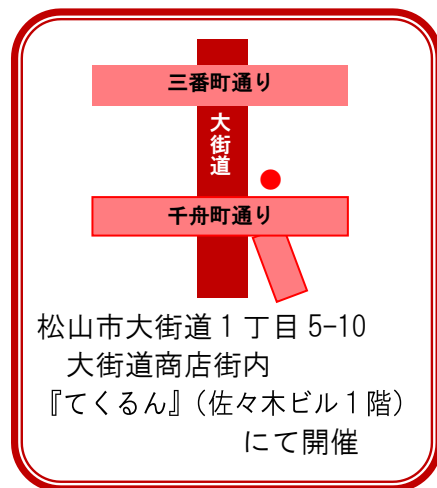 三番町通り
大街道
千舟町通り
松山市大街道1丁目5-10
大街道商店街内
『てくるん』(佐々木ビル1階)
にて開催